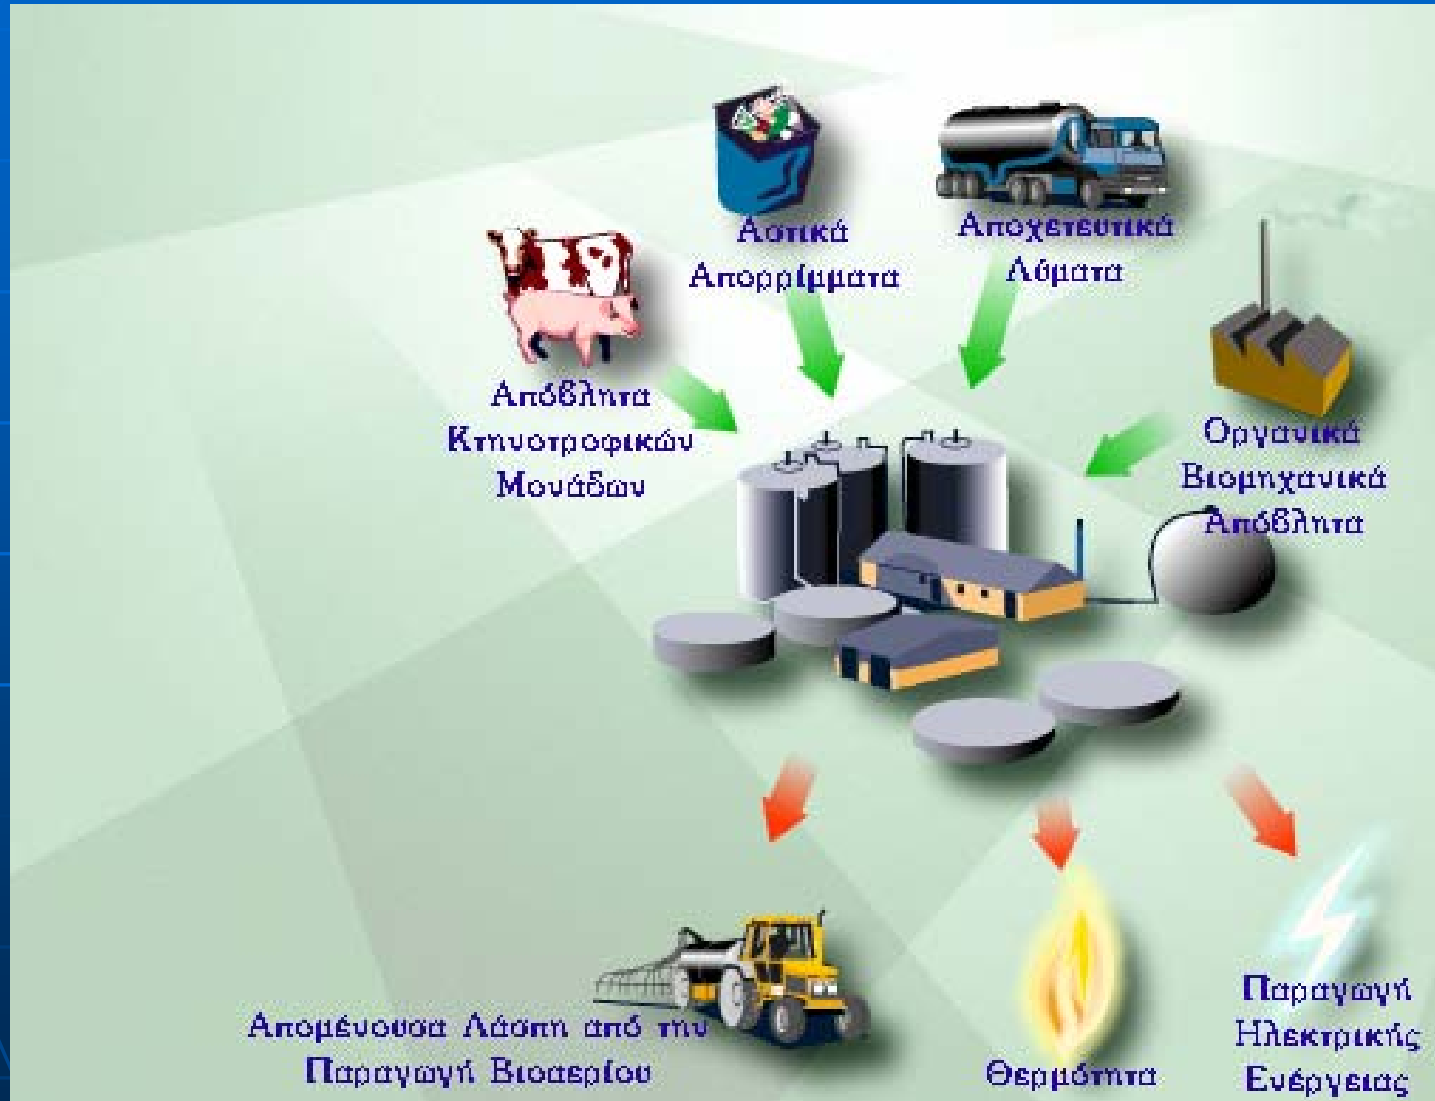 Αστικά
Απορρίμματα
Αποχετευτικά
Λύματα
Απόβλητα
Κτηνοτροφικών
Μονάδων
Οργανικά
Βιομηχανικά
Απόβλητα
Απομένουσα Λάσπη από την
Παραγωγή Βιοαερίου
Θερμότητα
Παραγωγή
Ηλεκτρικής
Ενέργειας